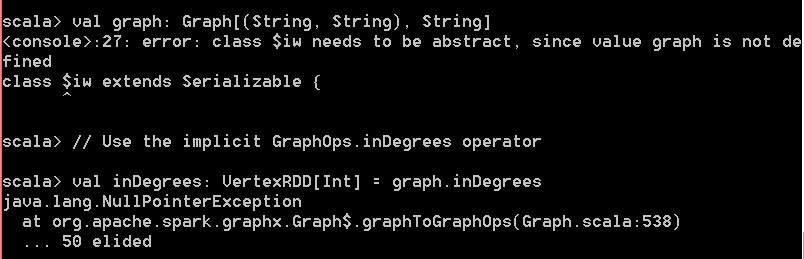 scala> val graph: Graph[(String, String), String]
<console>:27: error: class $iw needs to be abstract, since value graph is not de
fined
class $iw extends Serializable {
      ^
scala> // Use the implicit GraphOps.inDegrees operator
scala> val inDegrees: VertexRDD[Int] = graph.inDegrees
java.lang.NullPointerException
  at org.apache.spark.graphx.Graph$.graphToGraphOps(Graph.scala:538)
  ... 50 elided